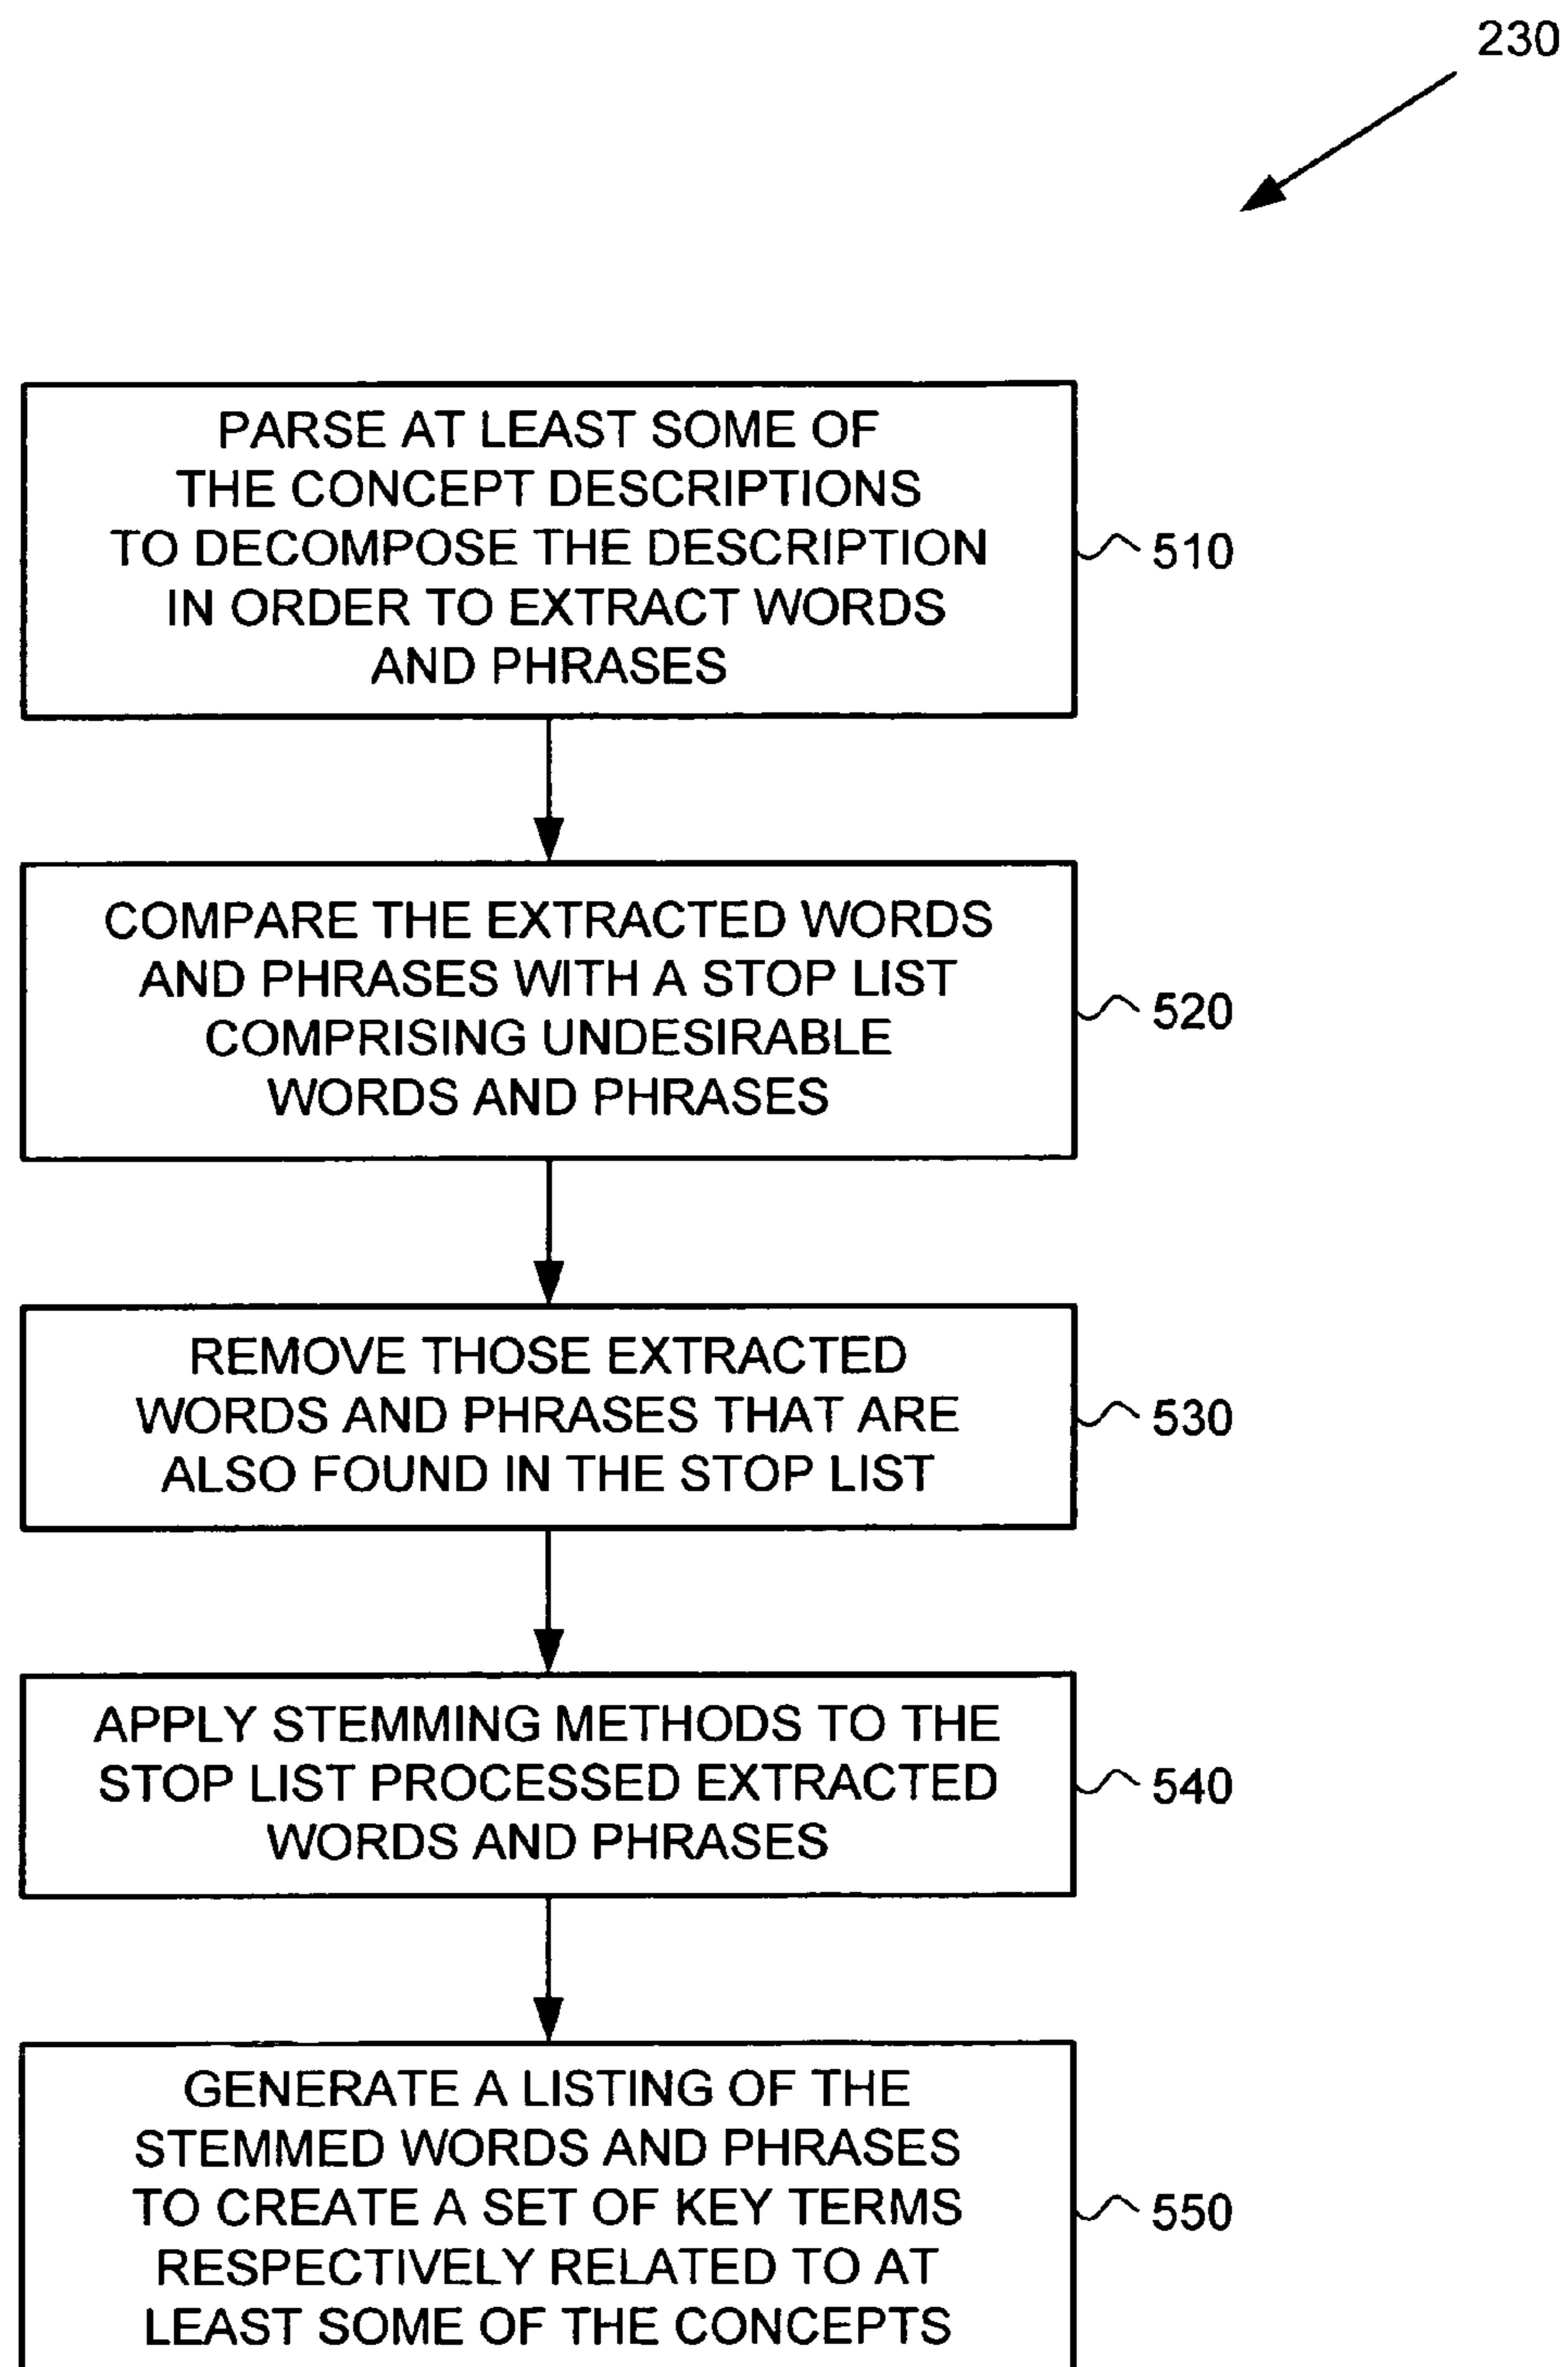 230
PARSE AT LEAST SOME OF
THE CONCEPT DESCRIPTIONS
TO DECOMPOSE THE DESCRIPTION
IN ORDER TO EXTRACT WORDS
AND PHRASES
510
COMPARE THE EXTRACTED WORDS
AND PHRASES WITH A STOP LIST
COMPRISING UNDESIRABLE
WORDS AND PHRASES
520
REMOVE THOSE EXTRACTED
WORDS AND PHRASES THAT ARE
ALSO FOUND IN THE STOP LIST
530
APPLY STEMMING METHODS TO THE
STOP LIST PROCESSED EXTRACTED
WORDS AND PHRASES
540
GENERATE A LISTING OF THE
STEMMED WORDS AND PHRASES
TO CREATE A SET OF KEY TERMS
RESPECTIVELY RELATED TO AT
LEAST SOME OF THE CONCEPTS
550